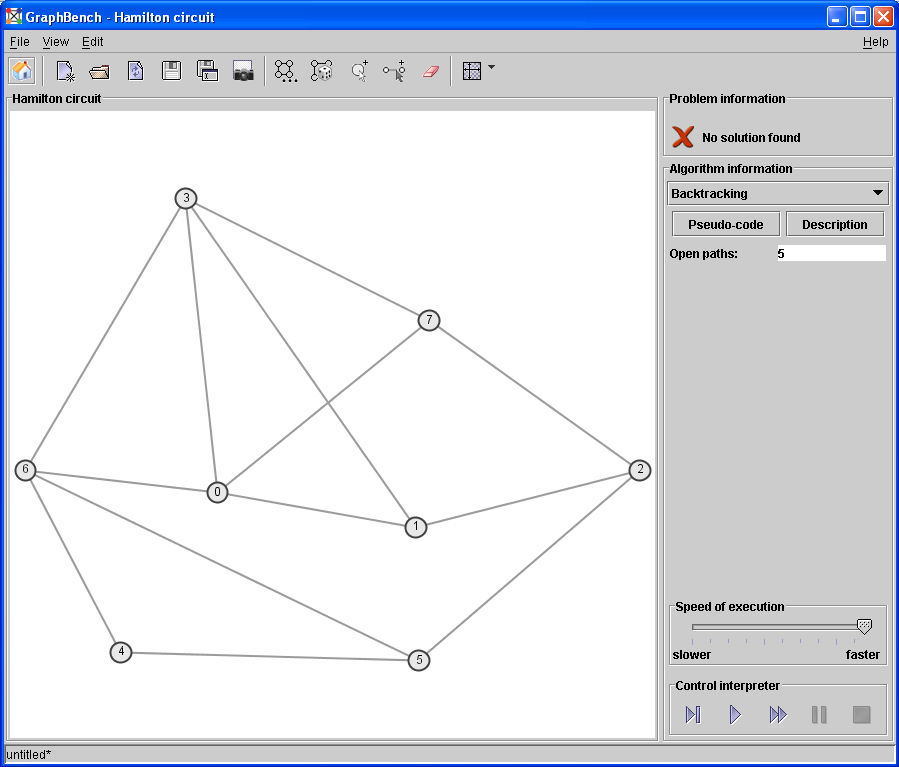 GraphBench - Hamilton circuit
File View Edit Help
Hamilton circuit
3
7
6
0
2
1
4
5
Problem information
No solution found
Algorithm information
Backtracking
Pseudo-code Description
Open paths: 5
Speed of execution
slower faster
Control interpreter
untitled*